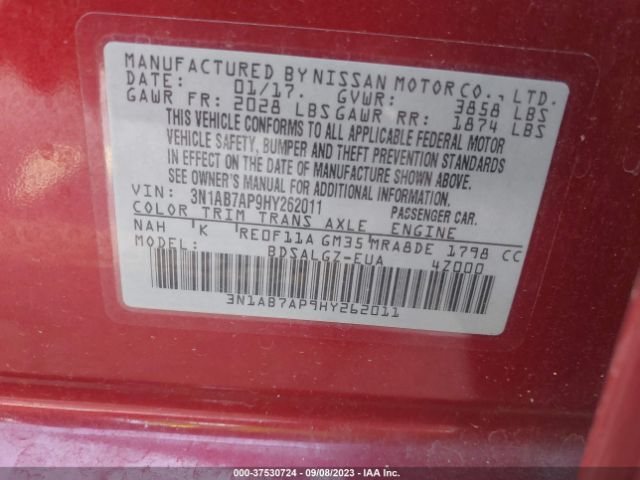 MANUFACTURED BY NISSAN MOTOR CO., LTD.
DATE: 01/17. GVWR: 3858 LBS
GAWR FR: 2028 LBS GAWR RR: 1874 LBS
THIS VEHICLE CONFORMS TO ALL APPLICABLE FEDERAL MOTOR
VEHICLE SAFETY, BUMPER AND THEFT PREVENTION STANDARDS
IN EFFECT ON THE DATE OF MANUFACTURE SHOWN ABOVE.
SEE OWNER'S MANUAL FOR ADDITIONAL INFORMATION.
VIN: 3N1AB7AP9HY262011 PASSENGER CAR.
COLOR TRIM TRANS AXLE ENGINE
NAH K RE0F11A GM35 MRA8DE 1798 CC
BDSALGZ-EUA 4Z000
3N1AB7AP9HY262011
000-37530724 | 09/08/2023 | IAA Inc.